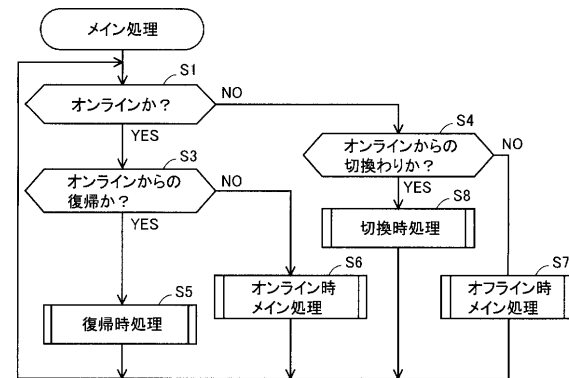 メイン処理
S1
オンラインか？
NO
YES
S4
オンラインからの
切換わりか？
NO
YES
S3
オンラインからの
復帰か？
NO
YES
S8
切換時処理
S6
オンライン時
メイン処理
S7
オフライン時
メイン処理
S5
復帰時処理